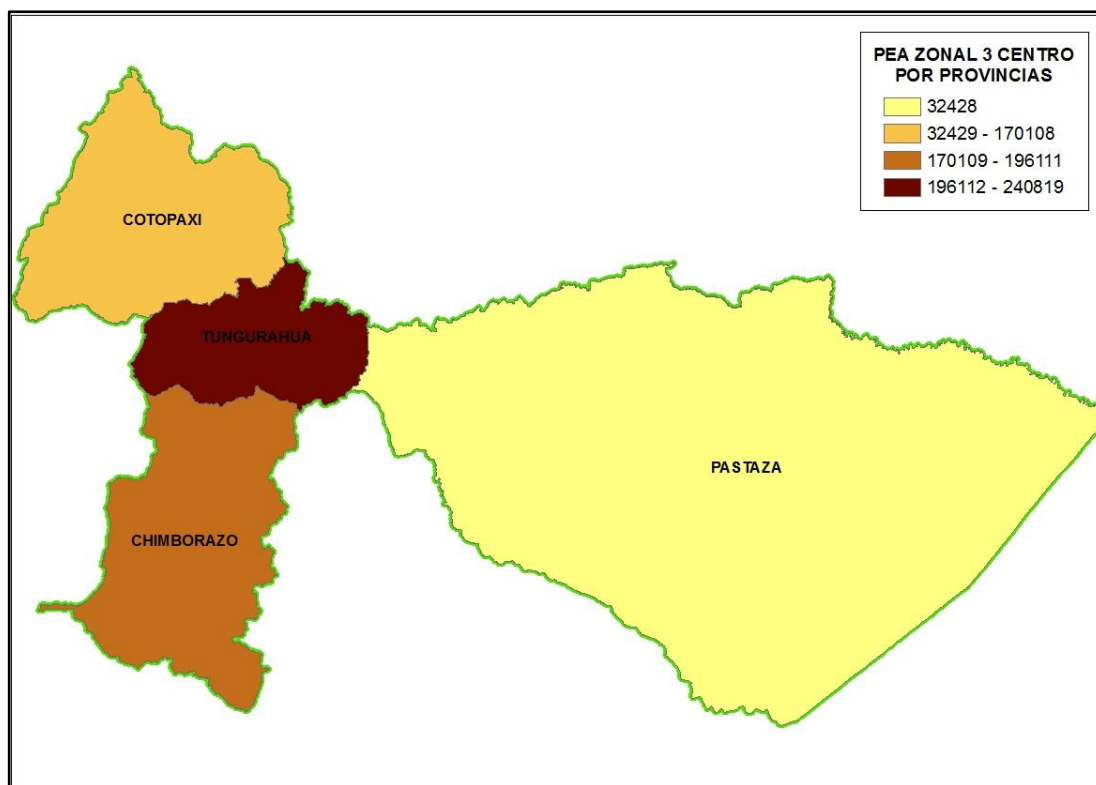 PEA ZONAL 3 CENTRO
POR PROVINCIAS
32428
32429 - 170108
170109 - 196111
196112 - 240819
COTOPAXI
TUNGURAHUA
PASTAZA
CHIMBORAZO